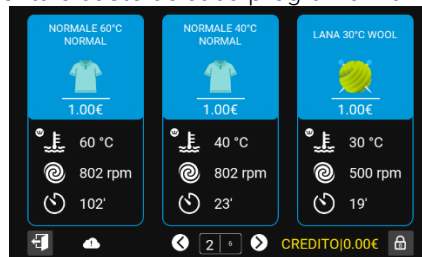 NORMALE 60°C
NORMAL
1.00€
60 °C
802 rpm
102'
NORMALE 40°C
NORMAL
1.00€
40 °C
802 rpm
23'
LANA 30°C WOOL
1.00€
30 °C
500 rpm
19'
2 | 6
CREDITO|0.00€